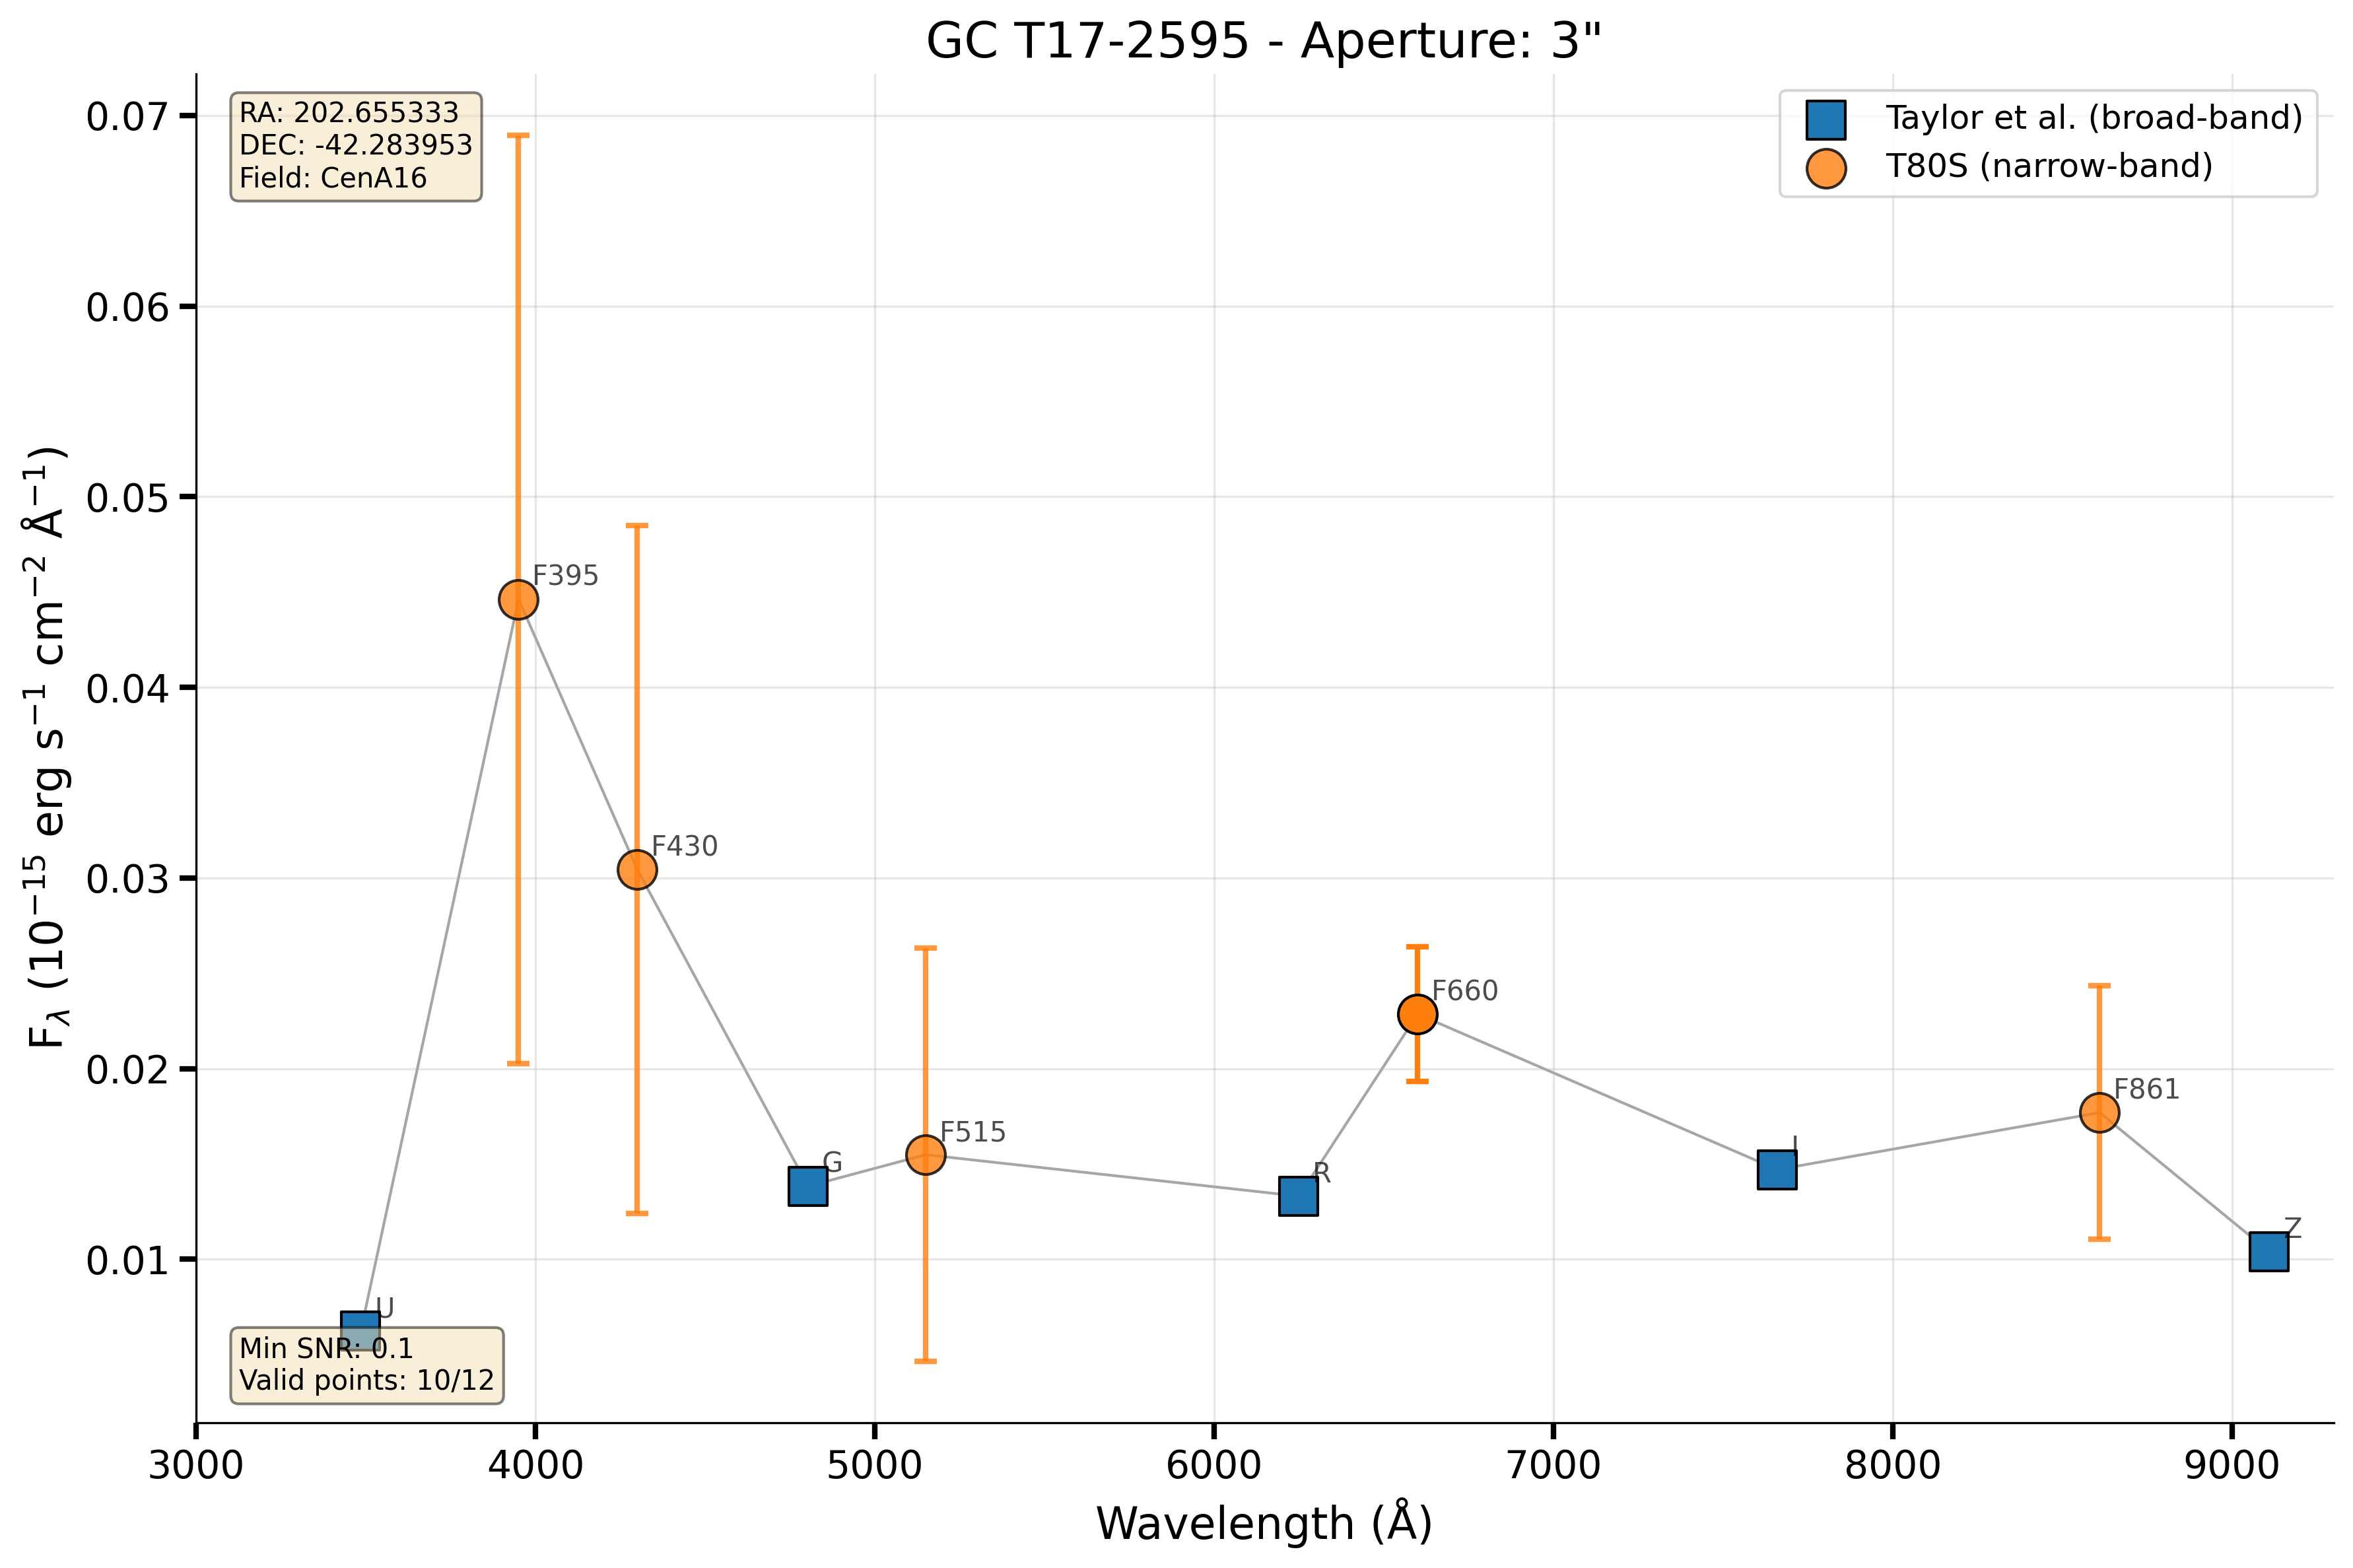 GC T17-2595 - Aperture: 3"
RA: 202.655333
DEC: -42.283953
Field: CenA16
Taylor et al. (broad-band)
T80S (narrow-band)
0.07
0.06
0.05
0.04
0.03
0.02
0.01
F395
F430
F660
F515
F861
G
R
I
Z
U
Min SNR: 0.1
Valid points: 10/12
3000 4000 5000 6000 7000 8000 9000
Wavelength (Å)
F_λ (10⁻¹⁵ erg s⁻¹ cm⁻² Å⁻¹)